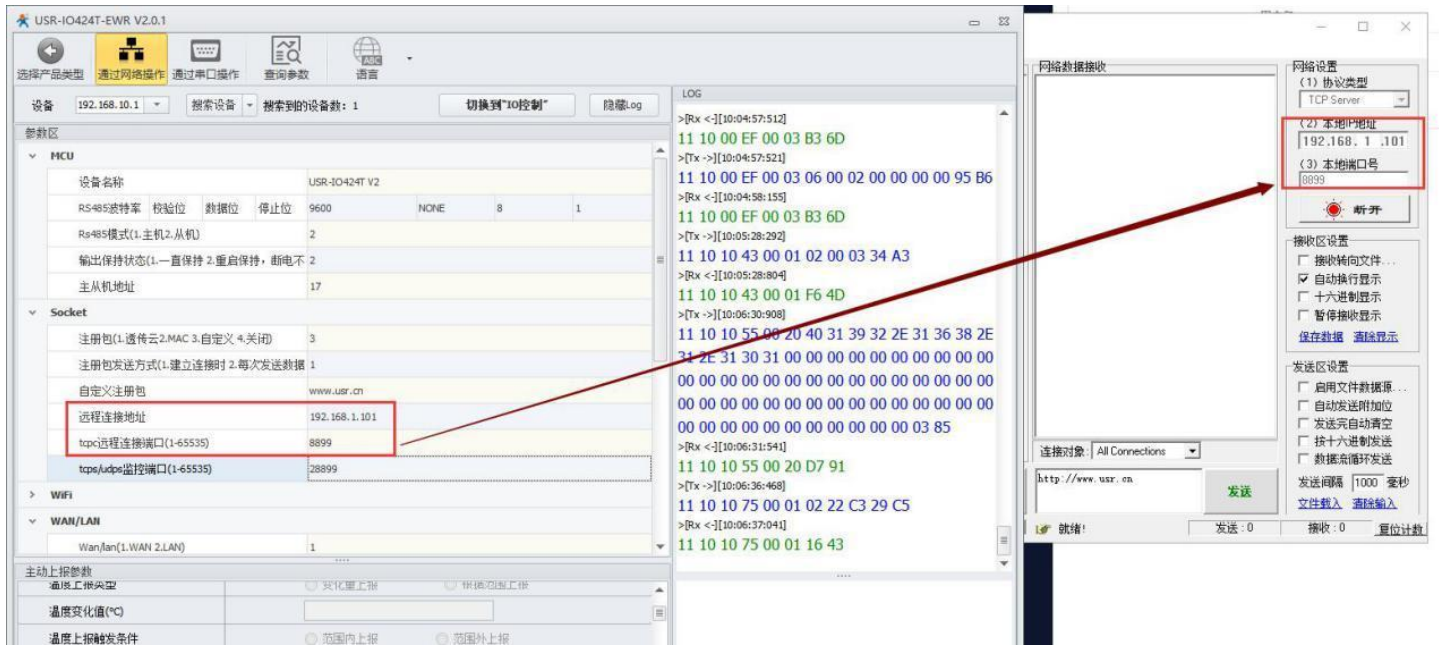 USR-IO424T-EWR V2.0.1
选择产品类型 通过网络操作 通过串口操作 查询参数 语言
设备 192.168.10.1 搜索设备 搜索到的设备数: 1 切换到"IO控制" 隐藏Log
参数区
MCU
设备名称 USR-IO424T V2
RS485波特率 校验位 数据位 停止位 9600 NONE 8 1
Rs485模式(1.主机2.从机) 2
输出保持状态(1.一直保持 2.重启保持，断电不 2
主从机地址 17
Socket
注册包(1.透传云2.MAC 3.自定义 4.关闭) 3
注册包发送方式(1.建立连接时 2.每次发送数据 1
自定义注册包 www.usr.cn
远程连接地址 192.168.1.101
tcpc远程连接端口(1-65535) 8899
tcps/udps监控端口(1-65535) 28899
WiFi
WAN/LAN
Wan/lan(1.WAN 2.LAN) 1
主动上报参数
温度上报类型 变化量上报
温度变化值(°C)
温度上报触发条件 范围内上报 范围外上报
LOG
>[Rx <-][10:04:57:512]
11 10 00 EF 00 03 B3 6D
>[Tx ->][10:04:57:521]
11 10 00 EF 00 03 06 00 02 00 00 00 00 95 B6
>[Rx <-][10:04:58:155]
11 10 00 EF 00 03 B3 6D
>[Tx ->][10:05:28:292]
11 10 10 43 00 01 02 00 03 34 A3
>[Rx <-][10:05:28:804]
11 10 10 43 00 01 F6 4D
>[Tx ->][10:06:30:908]
11 10 10 55 00 20 40 31 39 32 2E 31 36 38 2E
31 2E 31 30 31 00 00 00 00 00 00 00 00 00 00
00 00 00 00 00 00 00 00 00 00 00 00 00 00 00
00 00 00 00 00 00 00 00 00 00 00 00 00 00 00
00 00 00 00 00 00 00 00 00 00 00 03 85
>[Rx <-][10:06:31:541]
11 10 10 55 00 20 D7 91
>[Tx ->][10:06:36:468]
11 10 10 75 00 01 02 22 C3 29 C5
>[Rx <-][10:06:37:041]
11 10 10 75 00 01 16 43
网络数据接收
连接对象: All Connections
http://www.usr.cn
发送
就绪! 发送 : 0 接收 : 0 复位计数
网络设置
(1) 协议类型
TCP Server
(2) 本地IP地址
192.168. 1 .101
(3) 本地端口号
8899
断开
接收区设置
接收转向文件...
自动换行显示
十六进制显示
暂停接收显示
保存数据 清除显示
发送区设置
启用文件数据源...
自动发送附加位
发送完自动清空
按十六进制发送
数据流循环发送
发送间隔 1000 毫秒
文件载入 清除输入